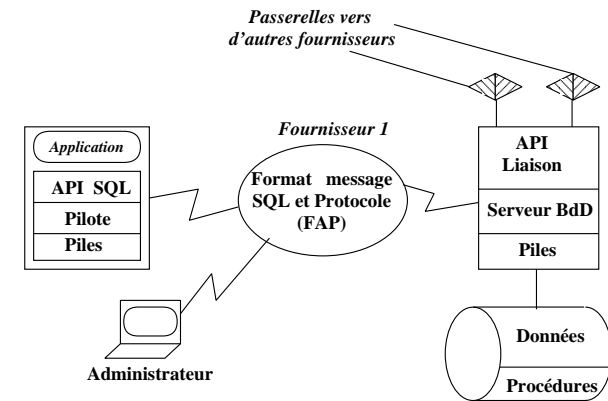 Passerelles vers
d'autres fournisseurs
Fournisseur 1
Application
API SQL
Pilote
Piles
Format message
SQL et Protocole
(FAP)
API
Liaison
Serveur BdD
Piles
Administrateur
Données
Procédures